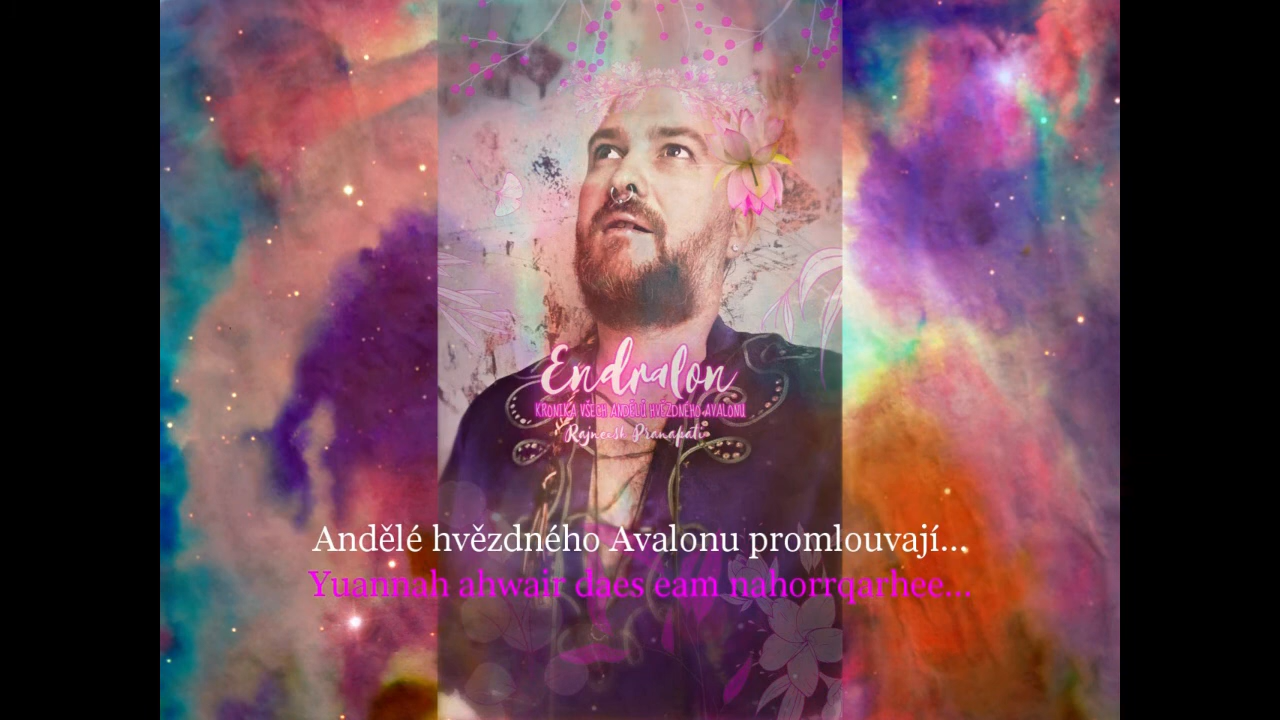 Endralon
KRONIKA VŠECH ANDĚLŮ HVĚZDNÉHO AVALONU
Rajneesh Pranapati
Andělé hvězdného Avalonu promlouvají...
Yuannah ahwair daes eam nahorrqarhee...